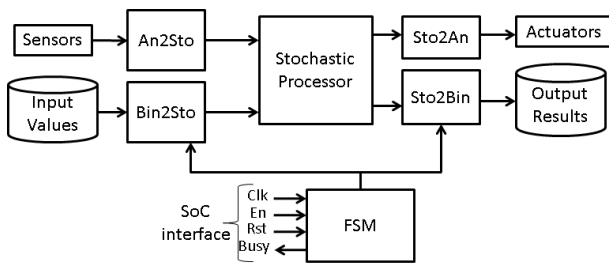 Sensors
An2Sto
Stochastic
Processor
Sto2An
Actuators
Input
Values
Bin2Sto
Sto2Bin
Output
Results
SoC
interface
Clk
En
Rst
Busy
FSM